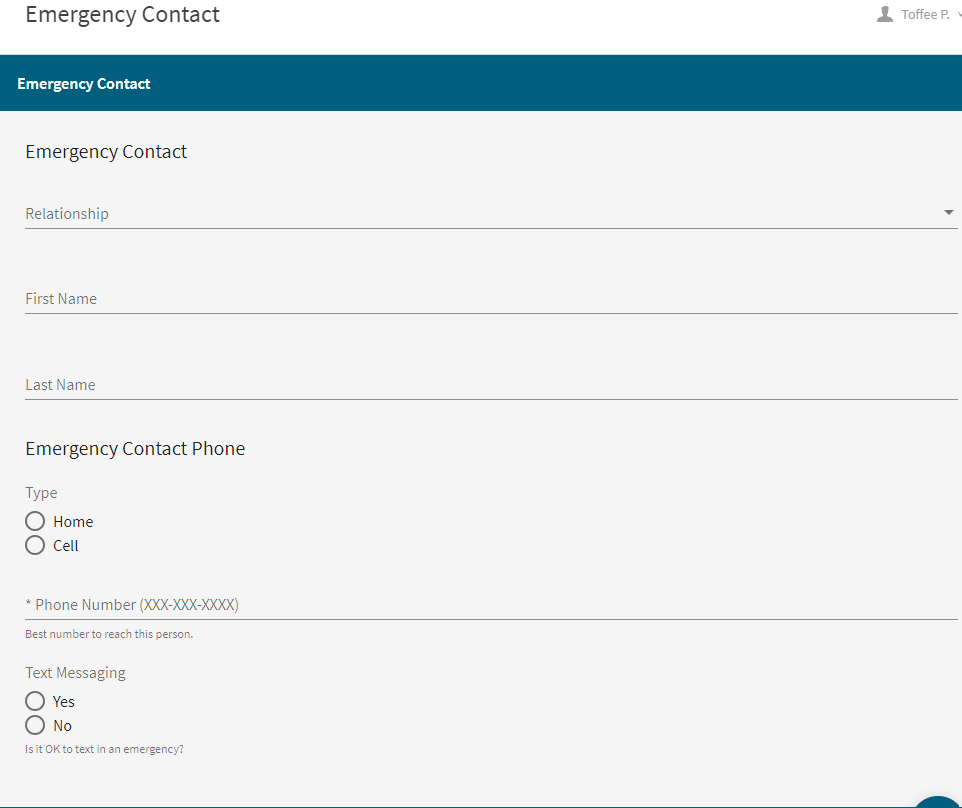 Emergency Contact
Toffee P.
Emergency Contact
Emergency Contact
Relationship
First Name
Last Name
Emergency Contact Phone
Type
Home
Cell
* Phone Number (XXX-XXX-XXXX)
Best number to reach this person.
Text Messaging
Yes
No
Is it OK to text in an emergency?